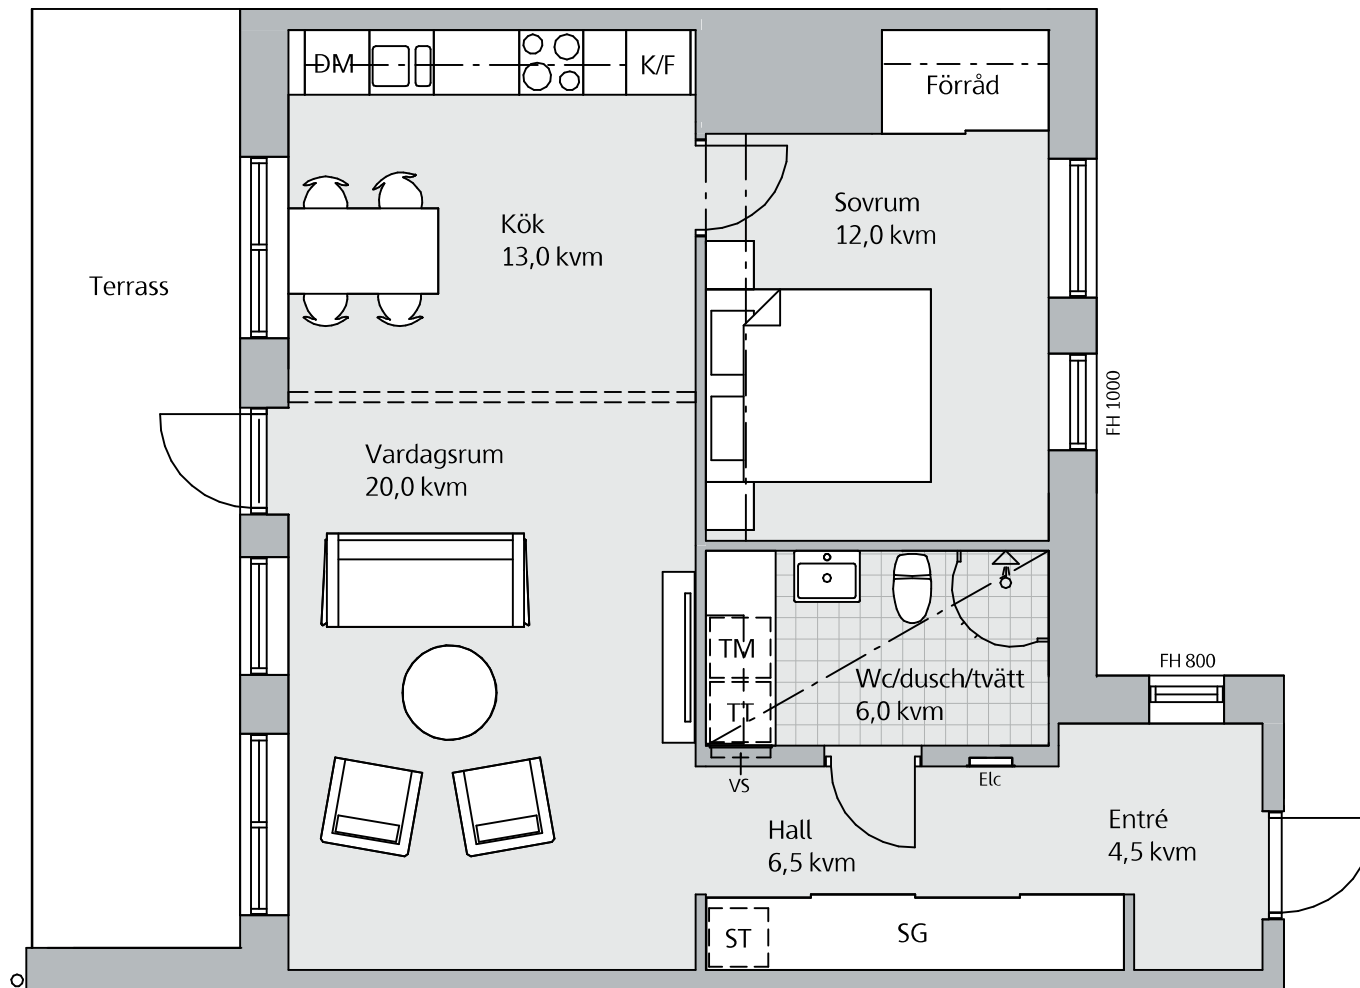 DM
K/F
Förråd
Sovrum
12,0 kvm
Kök
13,0 kvm
Terrass
FH 1000
Vardagsrum
20,0 kvm
TM
TT
Wc/dusch/tvätt
6,0 kvm
FH 800
VS
Elc
Hall
6,5 kvm
Entré
4,5 kvm
ST
SG